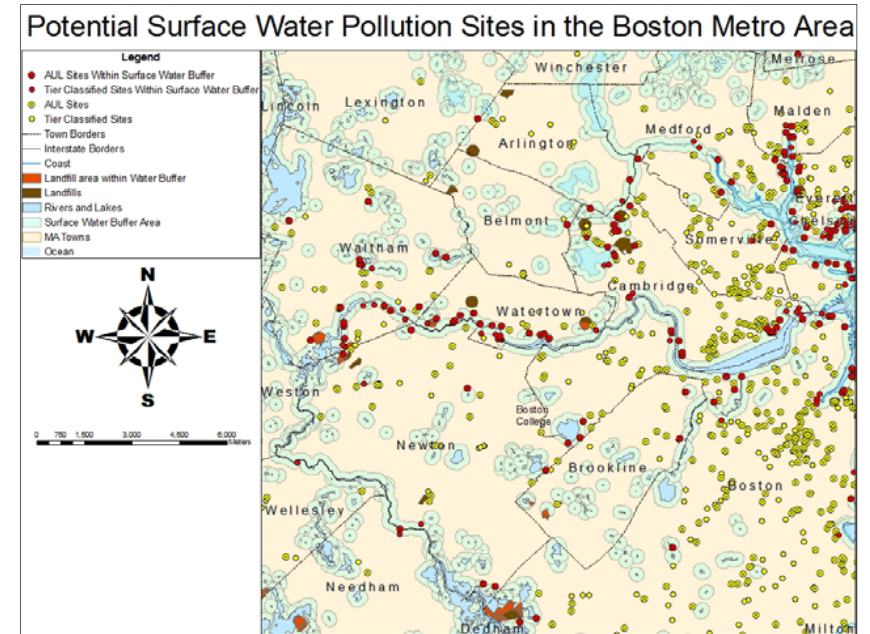 Potential Surface Water Pollution Sites in the Boston Metro Area
Legend
AUL Sites Within Surface Water Buffer
Tier Classified Sites Within Surface Water Buffer
AUL Sites
Tier Classified Sites
Town Borders
Interstate Borders
Coast
Landfill area within Water Buffer
Landfills
Rivers and Lakes
Surface Water Buffer Area
MA Towns
Ocean
N
W E
S
0 750 1,500 3,000 4,500 6,000
Meters
Winchester
Melrose
Lincoln
Lexington
Malden
Medford
Arlington
Everett
Belmont
Chelsea
Somerville
Waltham
Cambridge
Watertown
Weston
Boston
College
Newton
Brookline
Boston
Wellesley
Needham
Dedham
Milton